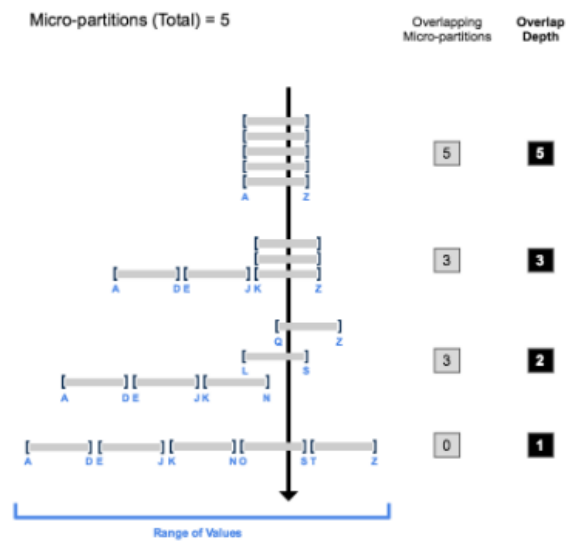 Micro-partitions (Total) = 5
Overlapping
Micro-partitions
Overlap
Depth
5
5
A Z
3
3
A D E J K Z
Q Z
3
2
L S
A D E J K N
0
1
A D E J K N O S T Z
Range of Values